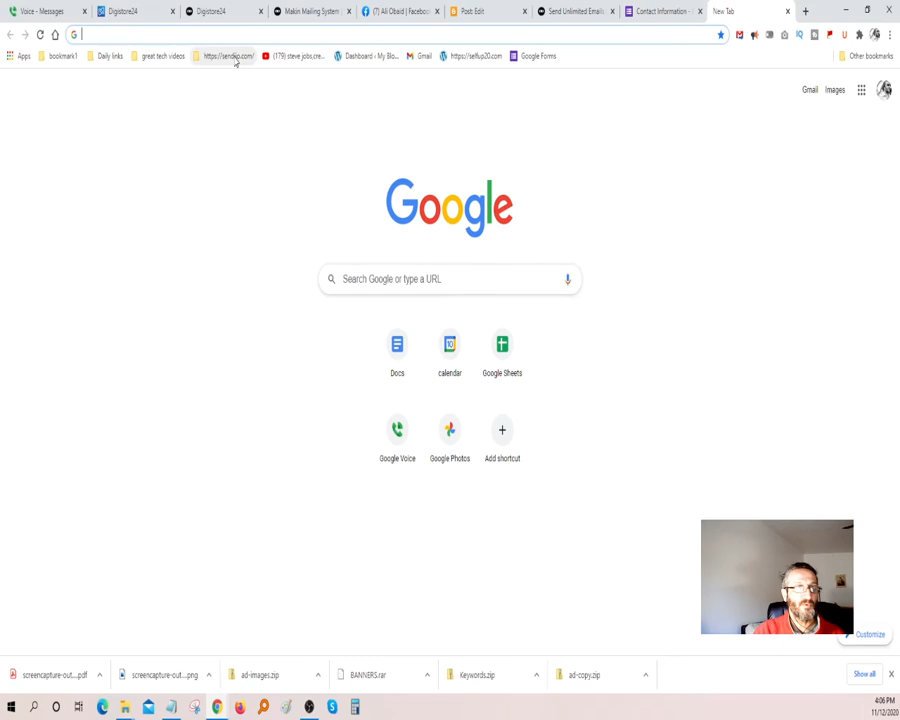 Voice - Messages
Digistore24
Digistore24
Makin Mailing System
(7) Ali Obaid | Facebook
Post: Edit
Send Unlimited Emails
Contact Information -
New Tab
Apps
bookmark1
Daily links
great tech videos
https://sendiio.com/
(179) steve jobs,cre...
Dashboard ‹ My Blo...
Gmail
https://selfup20.com
Google Forms
Other bookmarks
Gmail
Images
Google
Search Google or type a URL
Docs
calendar
Google Sheets
Google Voice
Google Photos
Add shortcut
Customize
screencapture-out....pdf
screencapture-out....png
ad-images.zip
BANNERS.rar
Keywords.zip
ad-copy.zip
Show all
4:06 PM
11/12/2020